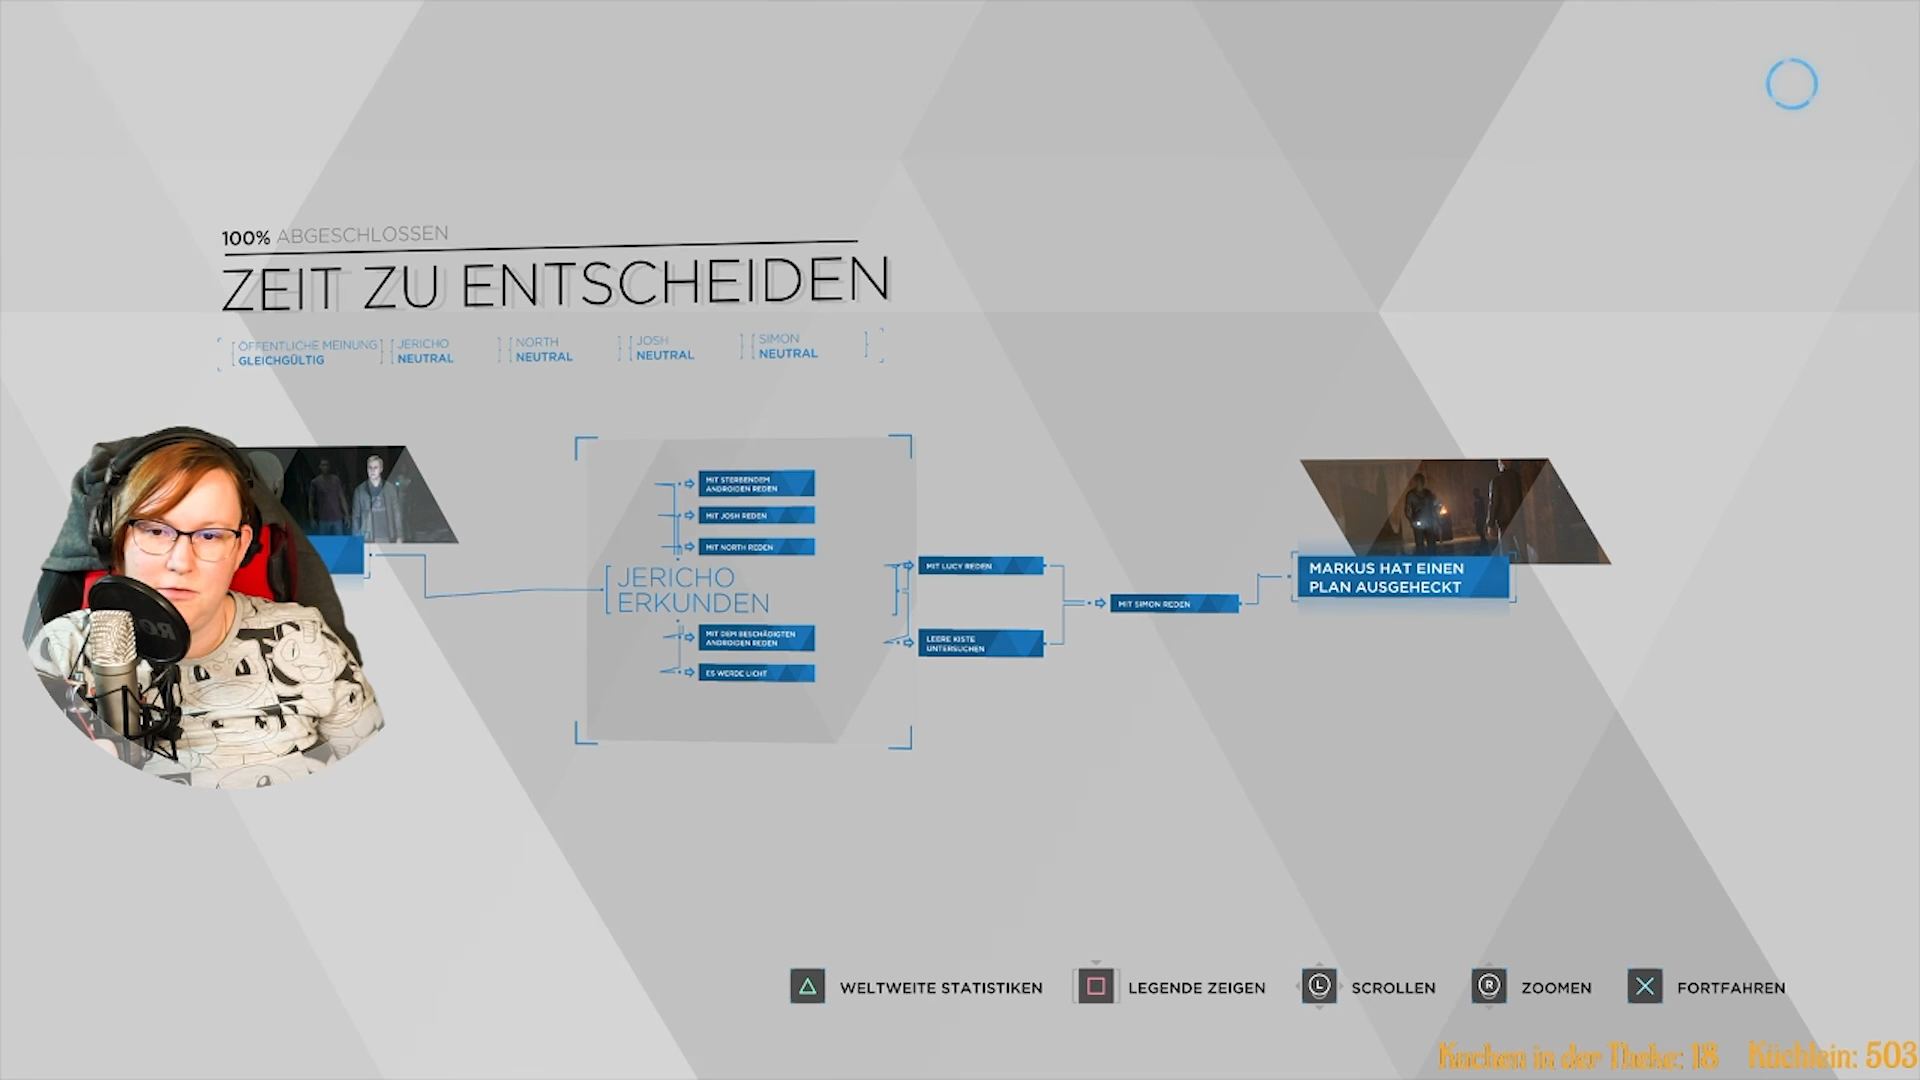 100% ABGESCHLOSSEN
ZEIT ZU ENTSCHEIDEN
ÖFFENTLICHE MEINUNG
GLEICHGÜLTIG
JERICHO
NEUTRAL
NORTH
NEUTRAL
JOSH
NEUTRAL
SIMON
NEUTRAL
MIT STERBENDEM
ANDROIDEN REDEN
MIT JOSH REDEN
MIT NORTH REDEN
JERICHO
ERKUNDEN
MIT DEM BESCHÄDIGTEN
ANDROIDEN REDEN
ES WERDE LICHT
MIT LUCY REDEN
LEERE KISTE
UNTERSUCHEN
MIT SIMON REDEN
MARKUS HAT EINEN
PLAN AUSGEHECKT
WELTWEITE STATISTIKEN
LEGENDE ZEIGEN
L
SCROLLEN
R
ZOOMEN
FORTFAHREN
Kuchen in der Theke: 18
Küchlein: 503